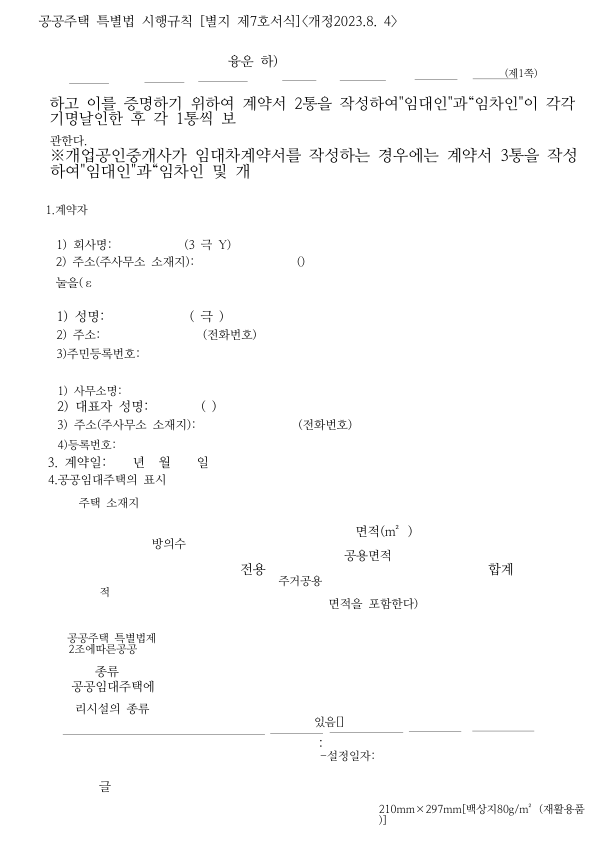 공공주택 특별법 시행규칙 [별지 제7호서식]<개정2023.8. 4>
융운 하)
(제1쪽)
하고 이를 증명하기 위하여 계약서 2통을 작성하여"임대인"과“임차인"이 각각
기명날인한 후 각 1통씩 보
관한다.
※개업공인중개사가 임대차계약서를 작성하는 경우에는 계약서 3통을 작성
하여"임대인"과“임차인 및 개
1.계약자
1) 회사명: (3 극 Y)
2) 주소(주사무소 소재지): ()
눌을( ε
1) 성명: ( 극 )
2) 주소: (전화번호)
3)주민등록번호:
1) 사무소명:
2) 대표자 성명: ( )
3) 주소(주사무소 소재지): (전화번호)
4)등록번호:
3. 계약일: 년 월 일
4.공공임대주택의 표시
주택 소재지
면적(m² )
방의수
공용면적
전용 합계
주거공용
적
면적을 포함한다)
공공주택 특별법제
2조에따른공공
종류
공공임대주택에
리시설의 종류
있음[]
:
-설정일자:
글
210mm×297mm[백상지80g/m² (재활용품
)]